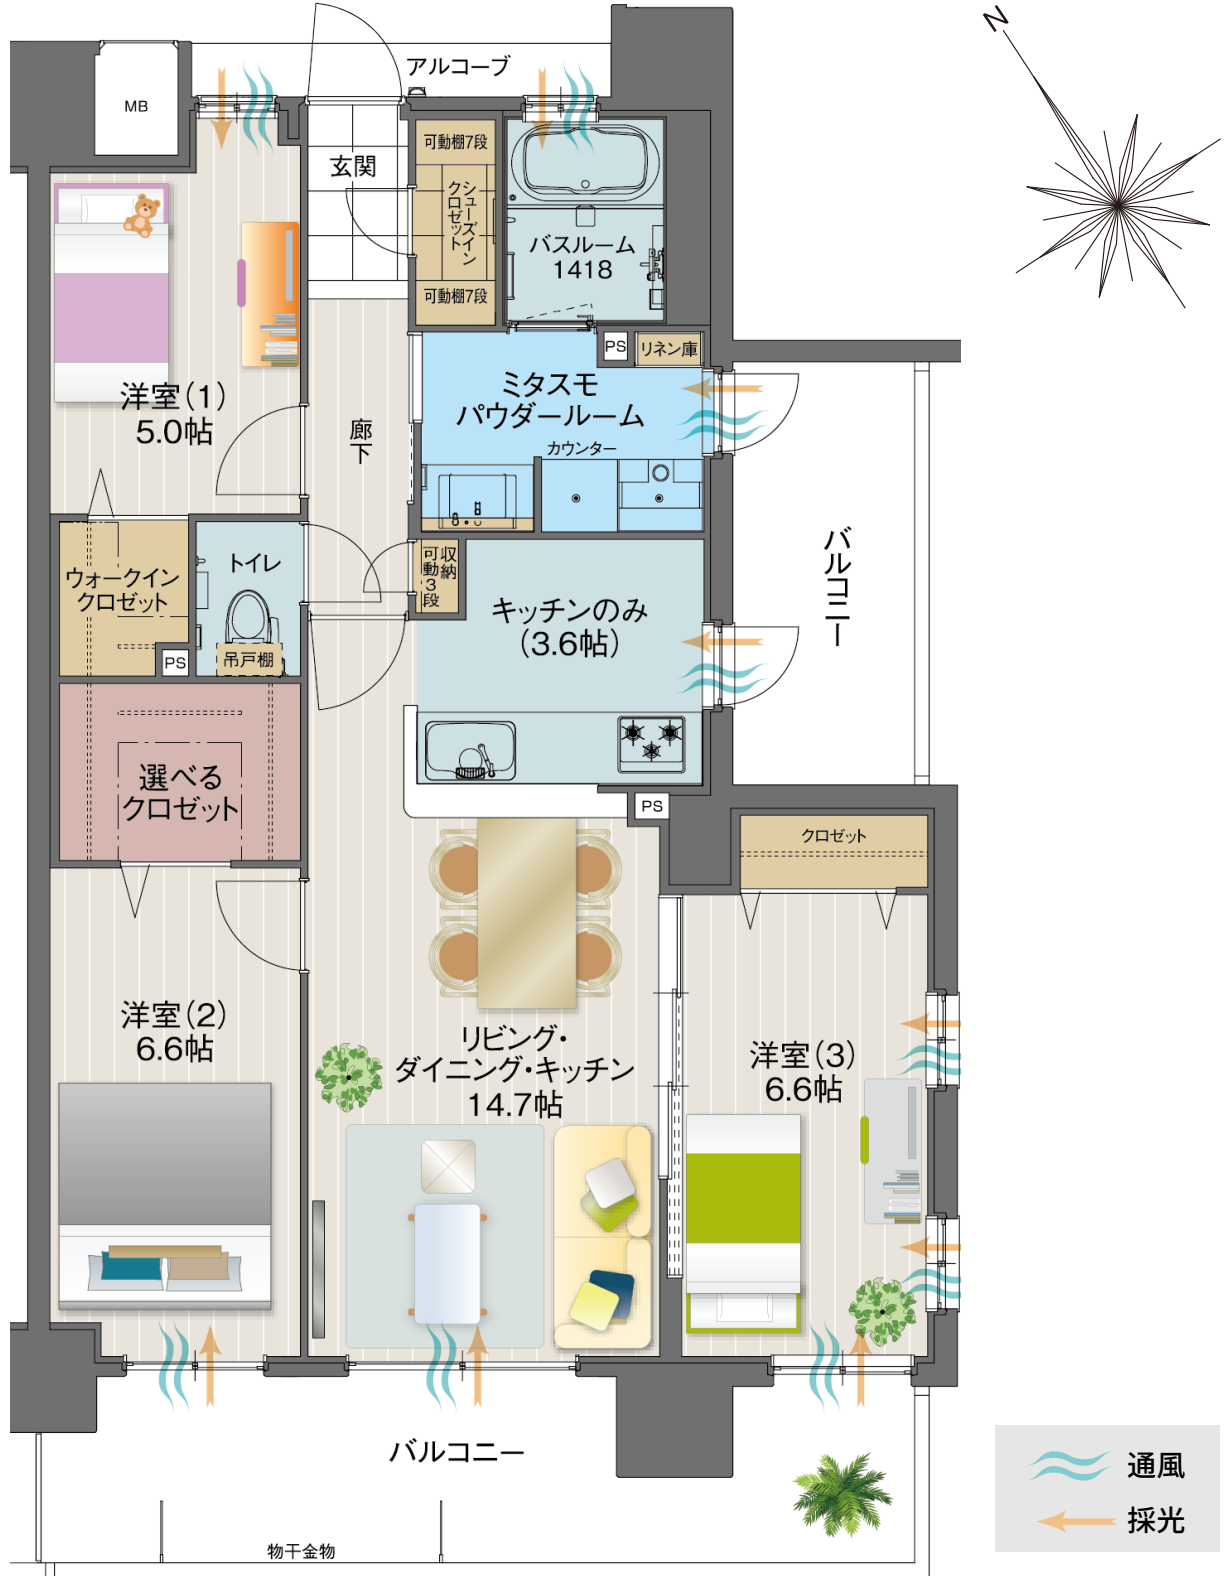 N
アルコーブ
MB
玄関
可動棚7段
シューズイン
クロゼット
可動棚7段
バスルーム
1418
PS
リネン庫
ミタスモ
パウダールーム
カウンター
洋室(1)
5.0帖
廊下
バルコニー
ウォークイン
クロゼット
トイレ
吊戸棚
PS
収納
可動3段
キッチンのみ
(3.6帖)
選べる
クロゼット
PS
クロゼット
洋室(2)
6.6帖
リビング・
ダイニング・キッチン
14.7帖
洋室(3)
6.6帖
バルコニー
物干金物
通風
採光